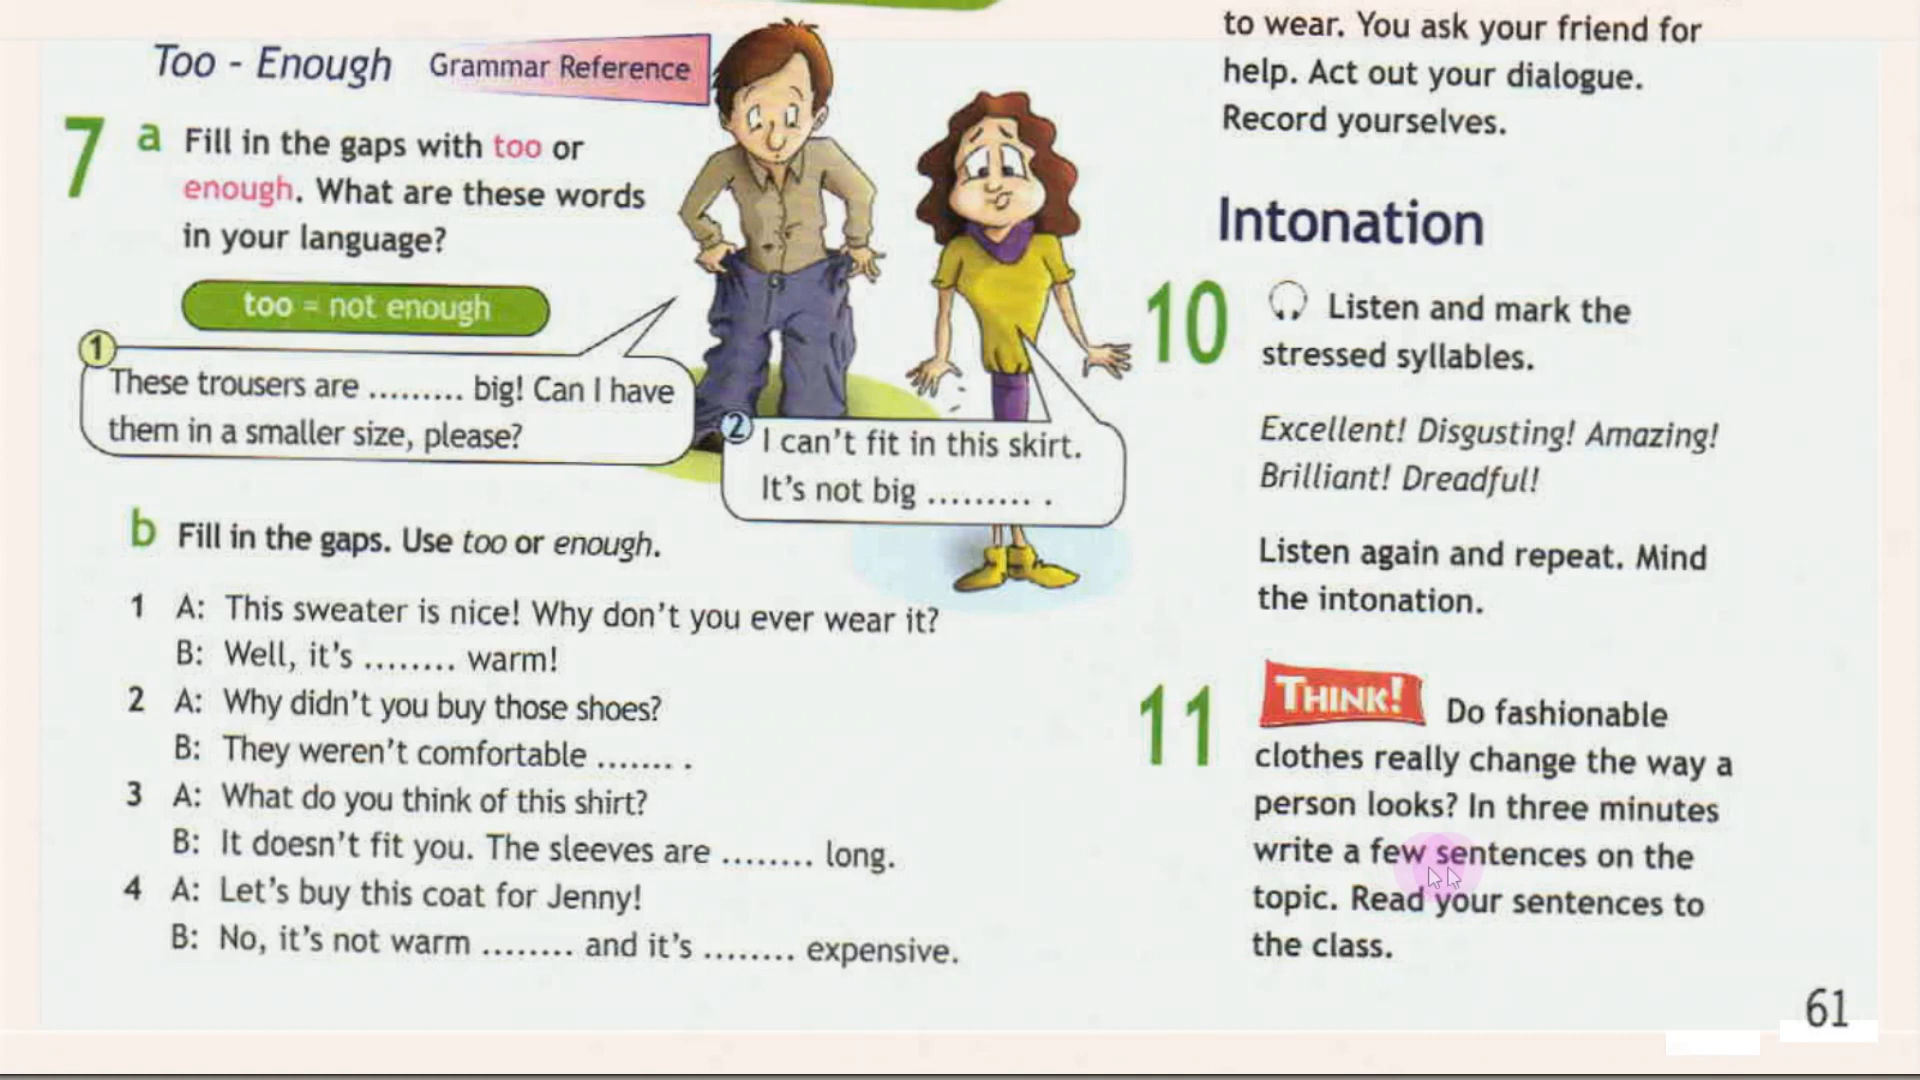 Too - Enough Grammar Reference
7 a Fill in the gaps with too or
enough. What are these words
in your language?
too = not enough
1
These trousers are ......... big! Can I have
them in a smaller size, please?
2
I can't fit in this skirt.
It's not big .......... .
b Fill in the gaps. Use too or enough.
1 A: This sweater is nice! Why don't you ever wear it?
B: Well, it's ........ warm!
2 A: Why didn't you buy those shoes?
B: They weren't comfortable ....... .
3 A: What do you think of this shirt?
B: It doesn't fit you. The sleeves are ........ long.
4 A: Let's buy this coat for Jenny!
B: No, it's not warm ........ and it's ........ expensive.
to wear. You ask your friend for
help. Act out your dialogue.
Record yourselves.
Intonation
10 Listen and mark the
stressed syllables.
Excellent! Disgusting! Amazing!
Brilliant! Dreadful!
Listen again and repeat. Mind
the intonation.
11 THINK! Do fashionable
clothes really change the way a
person looks? In three minutes
write a few sentences on the
topic. Read your sentences to
the class.
61